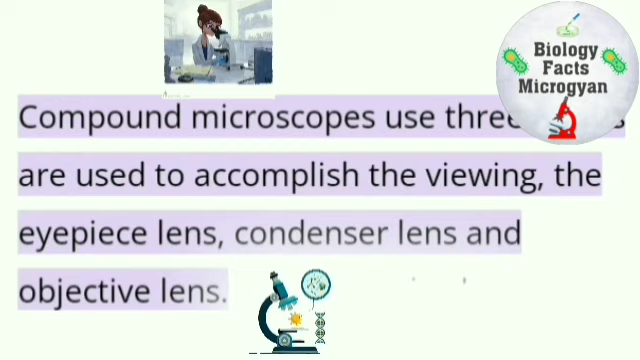 Biology
Facts
Microgyan
Compound microscopes use three
are used to accomplish the viewing, the
eyepiece lens, condenser lens and
objective lens.